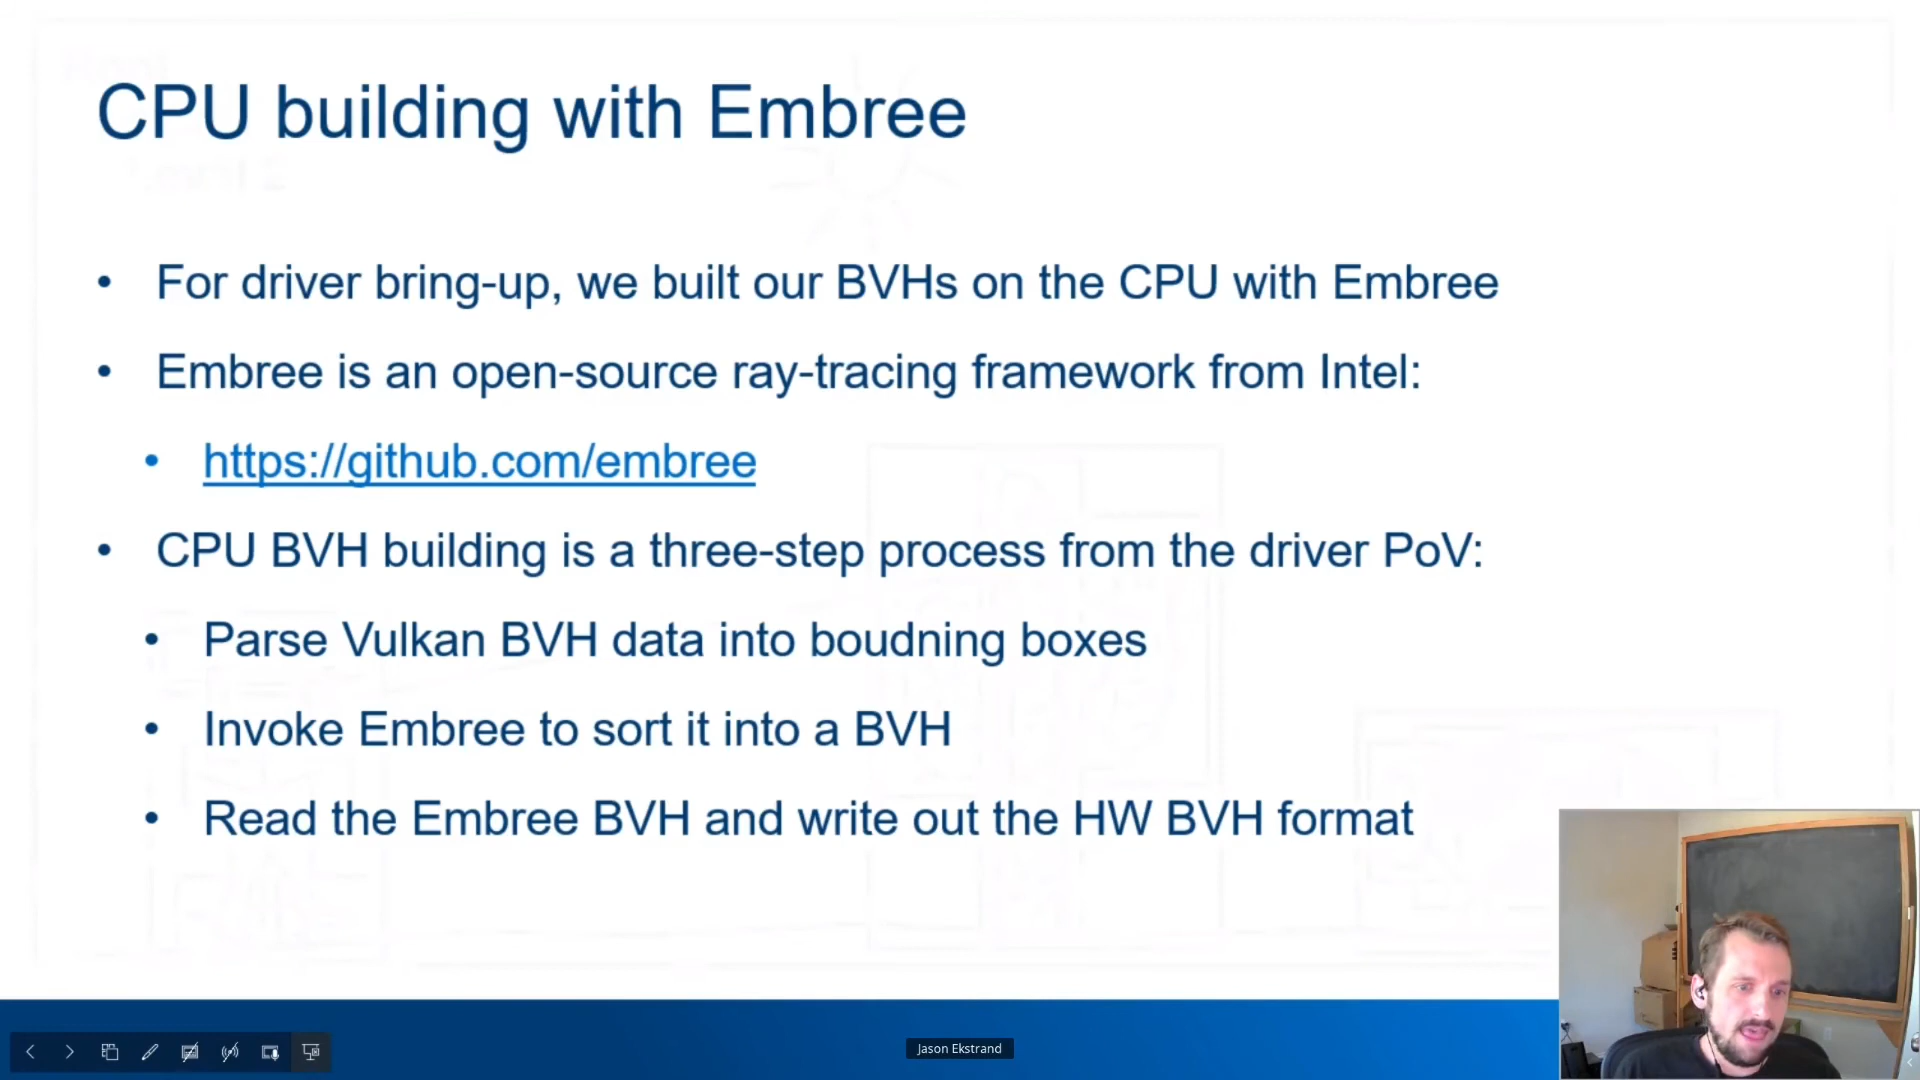 CPU building with Embree
• For driver bring-up, we built our BVHs on the CPU with Embree
• Embree is an open-source ray-tracing framework from Intel:
• https://github.com/embree
• CPU BVH building is a three-step process from the driver PoV:
• Parse Vulkan BVH data into boudning boxes
• Invoke Embree to sort it into a BVH
• Read the Embree BVH and write out the HW BVH format
Jason Ekstrand